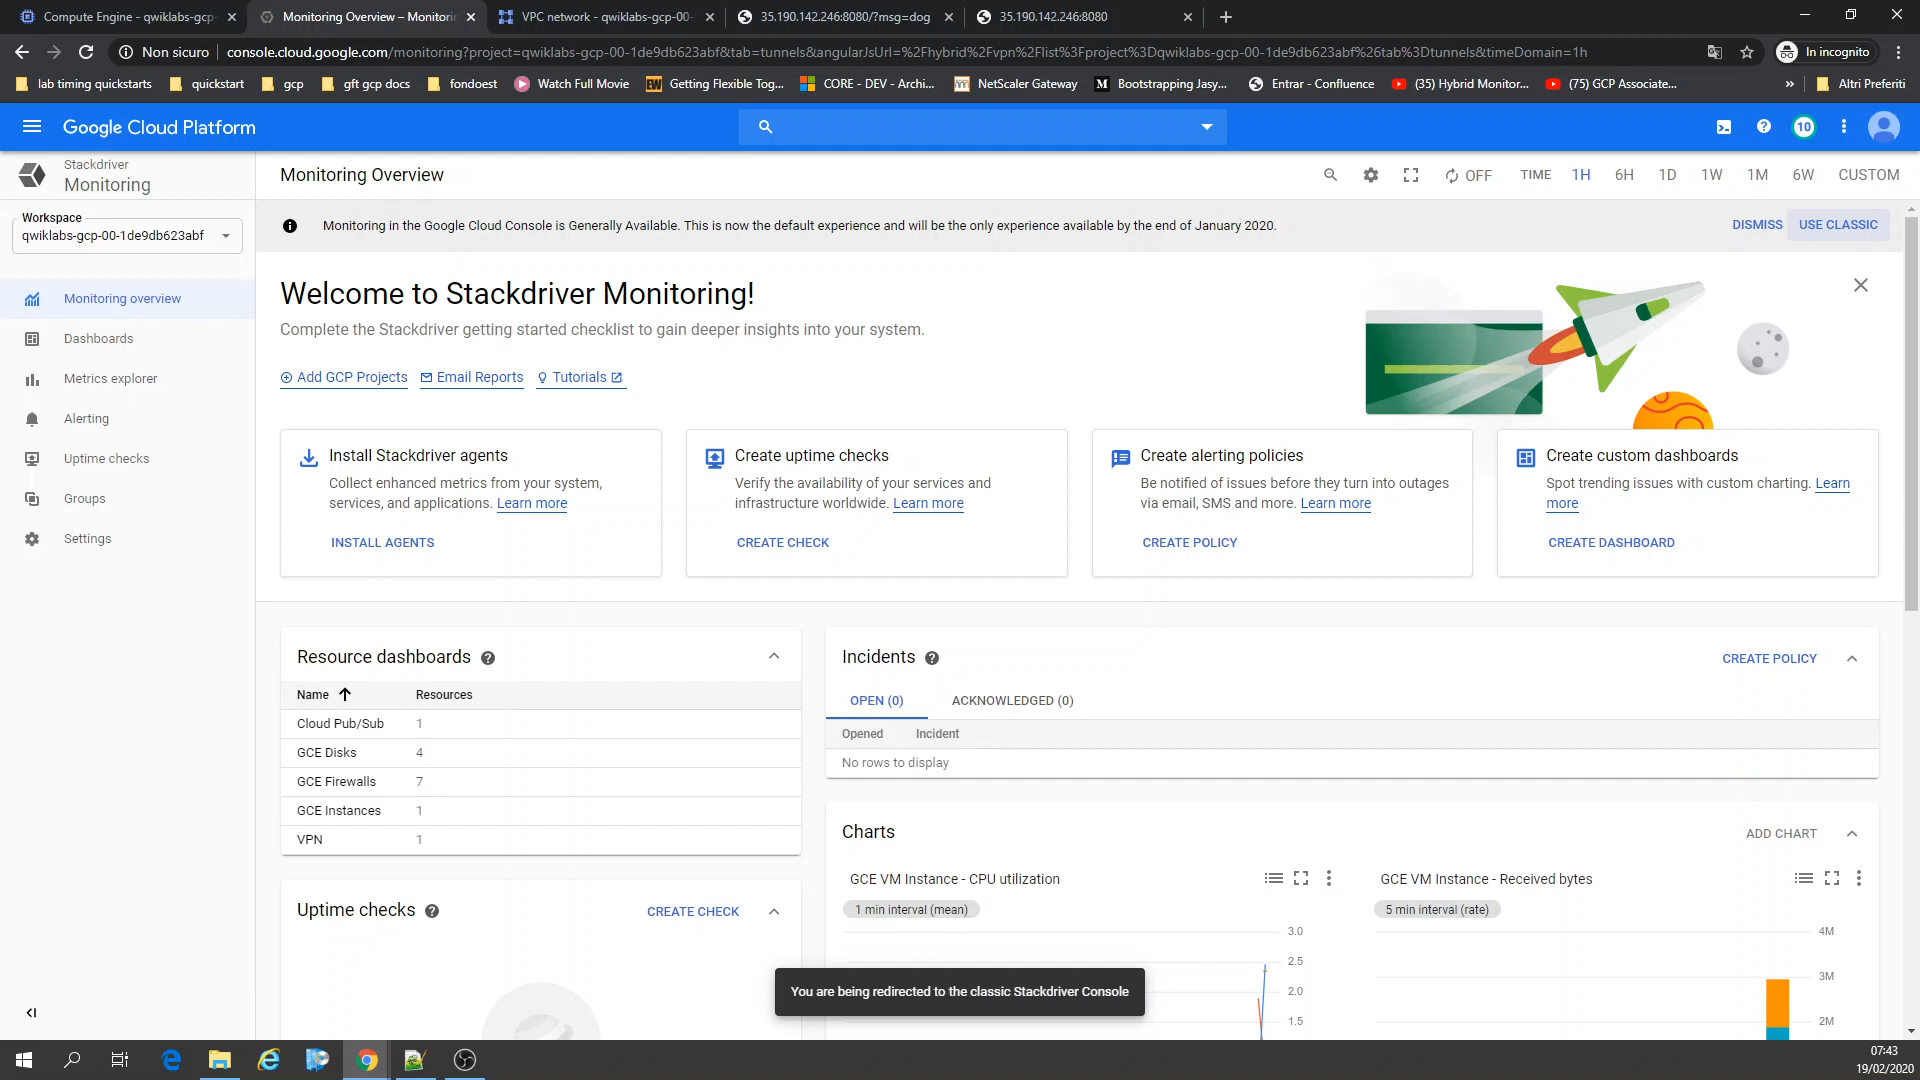 Compute Engine - qwiklabs-gcp-
Monitoring Overview – Monitorin
VPC network - qwiklabs-gcp-00-
35.190.142.246:8080/?msg=dog
35.190.142.246:8080
Non sicuro
console.cloud.google.com/monitoring?project=qwiklabs-gcp-00-1de9db623abf&tab=tunnels&angularJsUrl=%2Fhybrid%2Fvpn%2Flist%3Fproject%3Dqwiklabs-gcp-00-1de9db623abf%26tab%3Dtunnels&timeDomain=1h
In incognito
lab timing quickstarts
quickstart
gcp
gft gcp docs
fondoest
Watch Full Movie
Getting Flexible Tog...
CORE - DEV - Archi...
NetScaler Gateway
Bootstrapping Jasy...
Entrar - Confluence
(35) Hybrid Monitor...
(75) GCP Associate...
»
Altri Preferiti
Google Cloud Platform
10
Stackdriver
Monitoring
Monitoring Overview
OFF
TIME
1H
6H
1D
1W
1M
6W
CUSTOM
Workspace
qwiklabs-gcp-00-1de9db623abf
Monitoring in the Google Cloud Console is Generally Available. This is now the default experience and will be the only experience available by the end of January 2020.
DISMISS
USE CLASSIC
Monitoring overview
Dashboards
Metrics explorer
Alerting
Uptime checks
Groups
Settings
Welcome to Stackdriver Monitoring!
Complete the Stackdriver getting started checklist to gain deeper insights into your system.
Add GCP Projects
Email Reports
Tutorials
Install Stackdriver agents
Collect enhanced metrics from your system,
services, and applications. Learn more
INSTALL AGENTS
Create uptime checks
Verify the availability of your services and
infrastructure worldwide. Learn more
CREATE CHECK
Create alerting policies
Be notified of issues before they turn into outages
via email, SMS and more. Learn more
CREATE POLICY
Create custom dashboards
Spot trending issues with custom charting. Learn
more
CREATE DASHBOARD
Resource dashboards
Name
Resources
Cloud Pub/Sub
1
GCE Disks
4
GCE Firewalls
7
GCE Instances
1
VPN
1
Uptime checks
CREATE CHECK
Incidents
CREATE POLICY
OPEN (0)
ACKNOWLEDGED (0)
Opened
Incident
No rows to display
Charts
ADD CHART
GCE VM Instance - CPU utilization
1 min interval (mean)
3.0
2.5
2.0
1.5
GCE VM Instance - Received bytes
5 min interval (rate)
4M
3M
2M
You are being redirected to the classic Stackdriver Console
07:43
19/02/2020